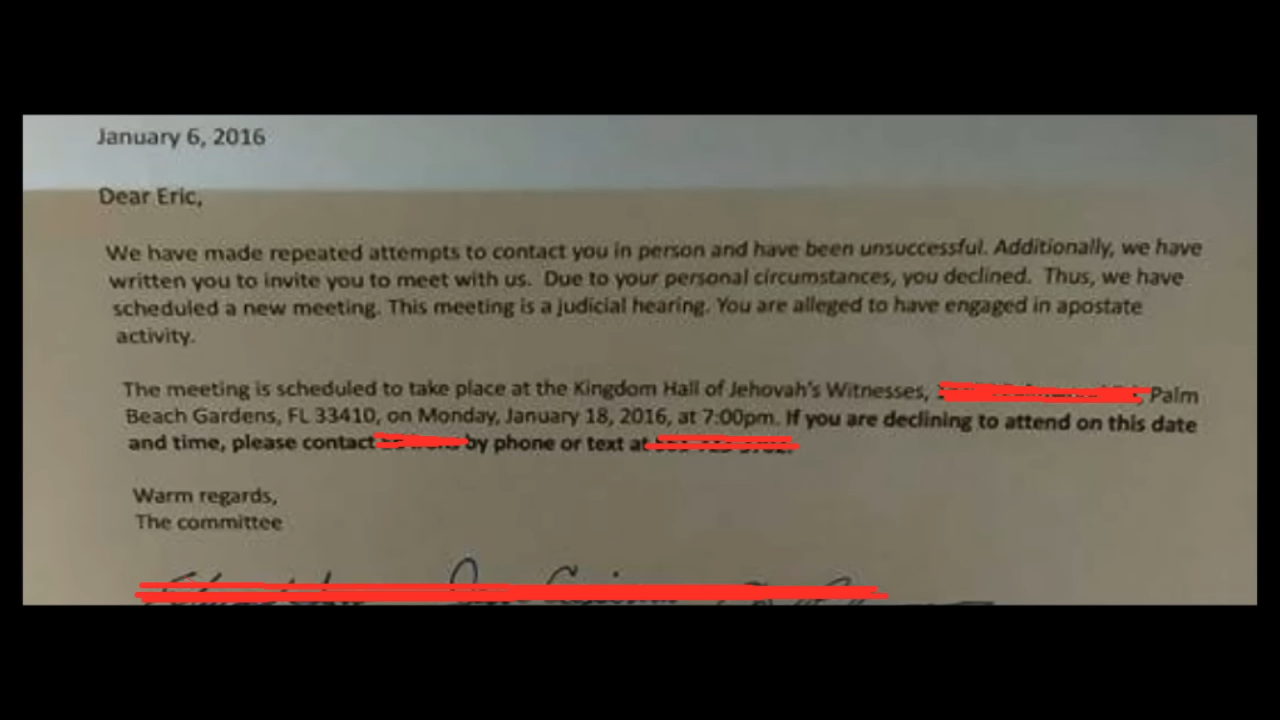 January 6, 2016
Dear Eric,
We have made repeated attempts to contact you in person and have been unsuccessful. Additionally, we have
written you to invite you to meet with us. Due to your personal circumstances, you declined. Thus, we have
scheduled a new meeting. This meeting is a judicial hearing. You are alleged to have engaged in apostate
activity.
The meeting is scheduled to take place at the Kingdom Hall of Jehovah's Witnesses, Palm
Beach Gardens, FL 33410, on Monday, January 18, 2016, at 7:00pm. If you are declining to attend on this date
and time, please contact by phone or text at
Warm regards,
The committee